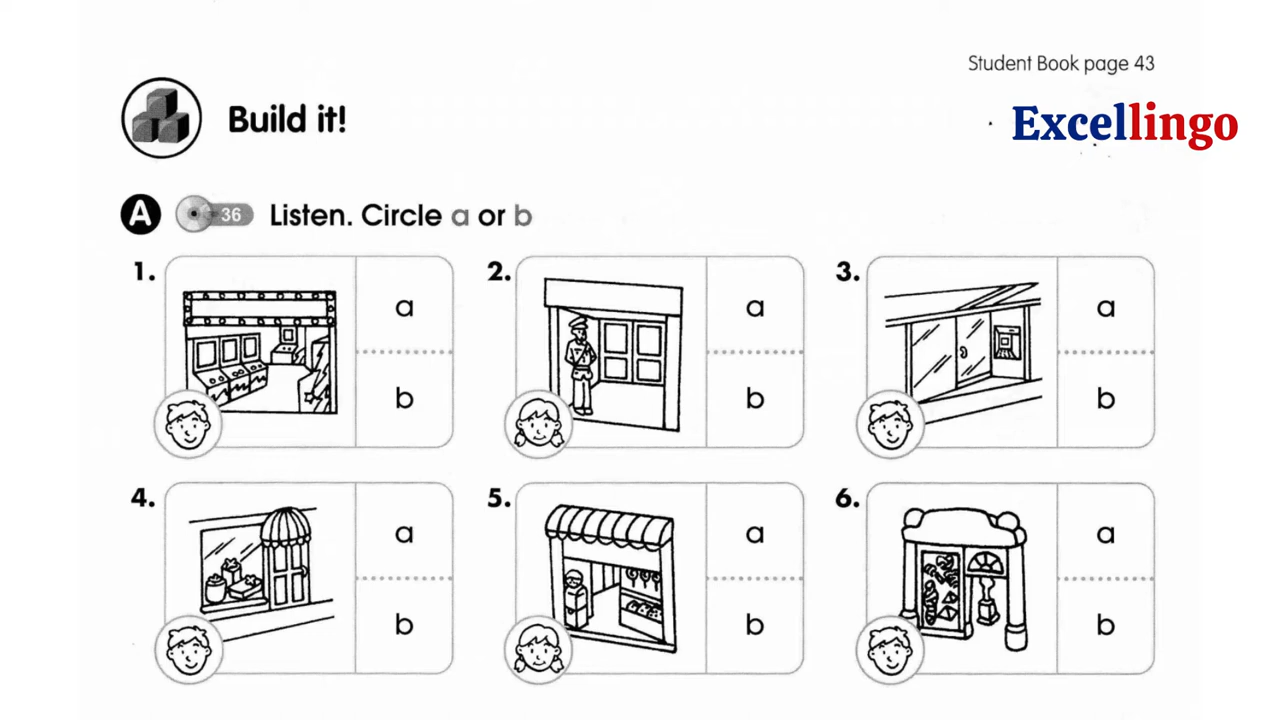 Student Book page 43
Build it!
Excellingo
A 36 Listen. Circle a or b
1. a b
2. a b
3. a b
4. a b
5. a b
6. a b